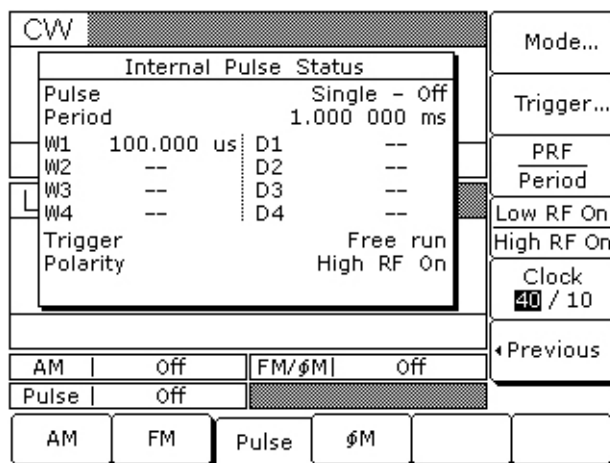 CW
Internal Pulse Status
Pulse Single - Off
Period 1.000 000 ms
W1 100.000 us D1 --
W2 -- D2 --
W3 -- D3 --
W4 -- D4 --
Trigger Free run
Polarity High RF On
L
AM | Off FM/ɸM| Off
Pulse | Off
AM FM Pulse ɸM
Mode...
Trigger...
PRF
Period
Low RF On
High RF On
Clock
40 / 10
◂Previous